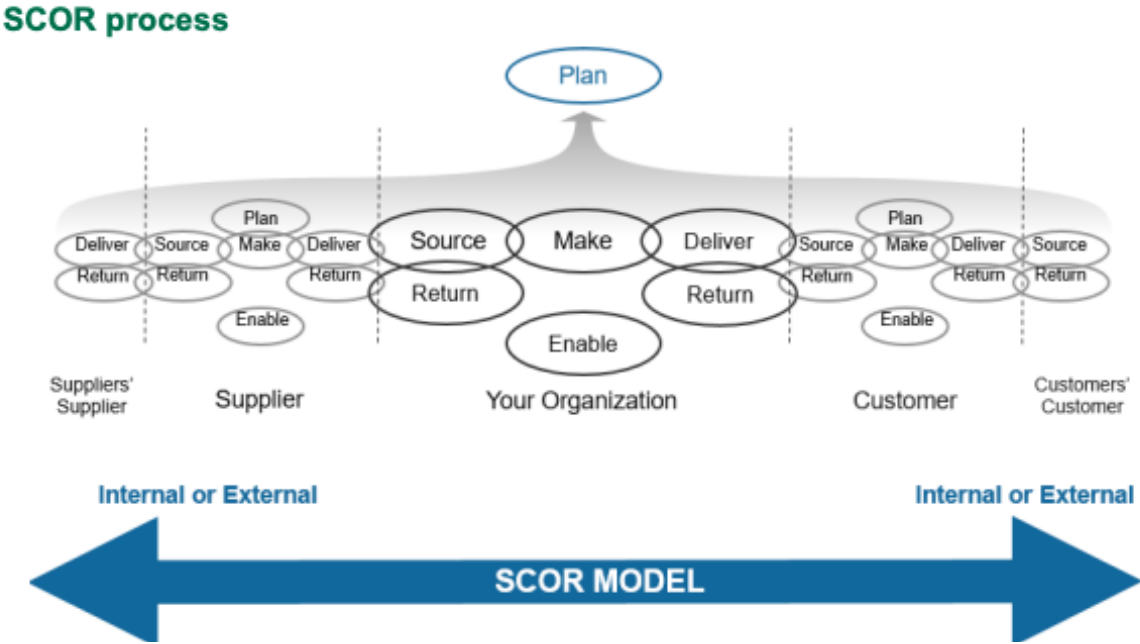 SCOR process
Plan
Plan
Plan
Deliver
Source
Make
Deliver
Source
Make
Deliver
Source
Make
Deliver
Source
Return
Return
Return
Return
Return
Return
Return
Return
Enable
Enable
Enable
Suppliers'
Supplier
Supplier
Your Organization
Customer
Customers'
Customer
Internal or External
Internal or External
SCOR MODEL